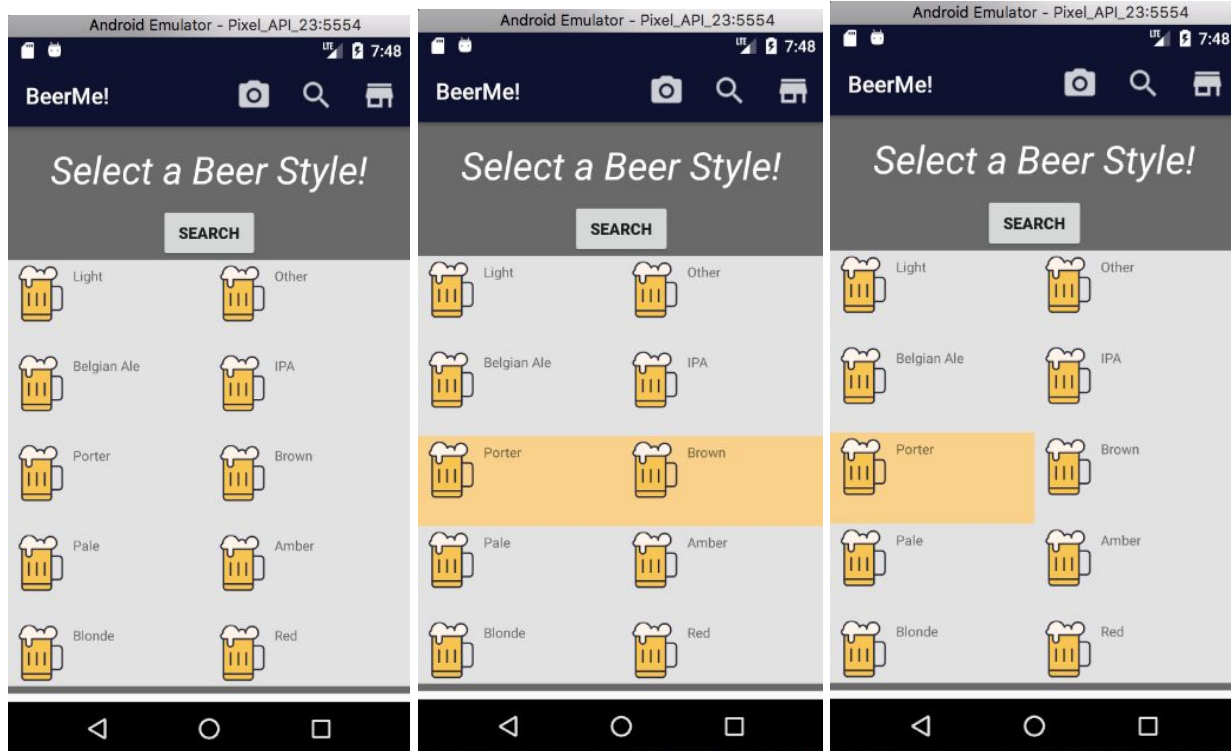 Android Emulator - Pixel_API_23:5554
LTE 7:48
BeerMe!
Select a Beer Style!
SEARCH
Light Other
Belgian Ale IPA
Porter Brown
Pale Amber
Blonde Red
Android Emulator - Pixel_API_23:5554
LTE 7:48
BeerMe!
Select a Beer Style!
SEARCH
Light Other
Belgian Ale IPA
Porter Brown
Pale Amber
Blonde Red
Android Emulator - Pixel_API_23:5554
LTE 7:48
BeerMe!
Select a Beer Style!
SEARCH
Light Other
Belgian Ale IPA
Porter Brown
Pale Amber
Blonde Red